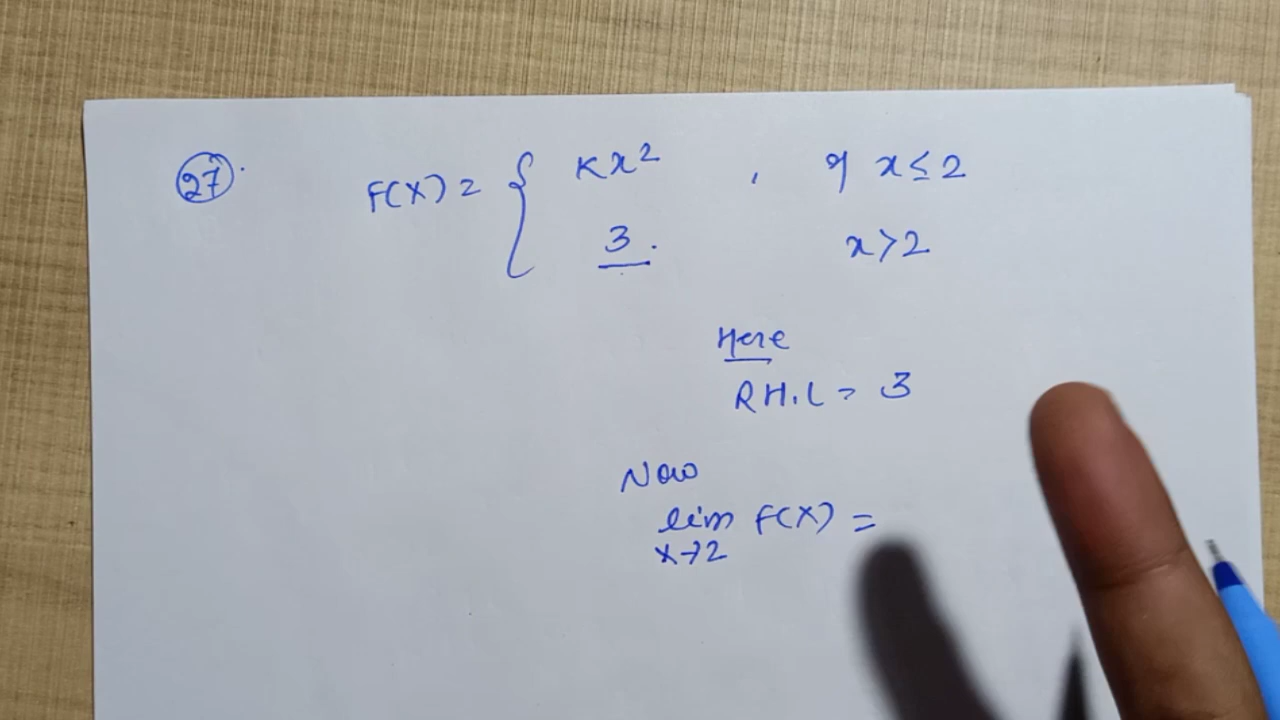 27.
F(X) = { Kx² , if x ≤ 2
3. x > 2
Here
R H.L = 3
Now
lim F(X) =
x→2